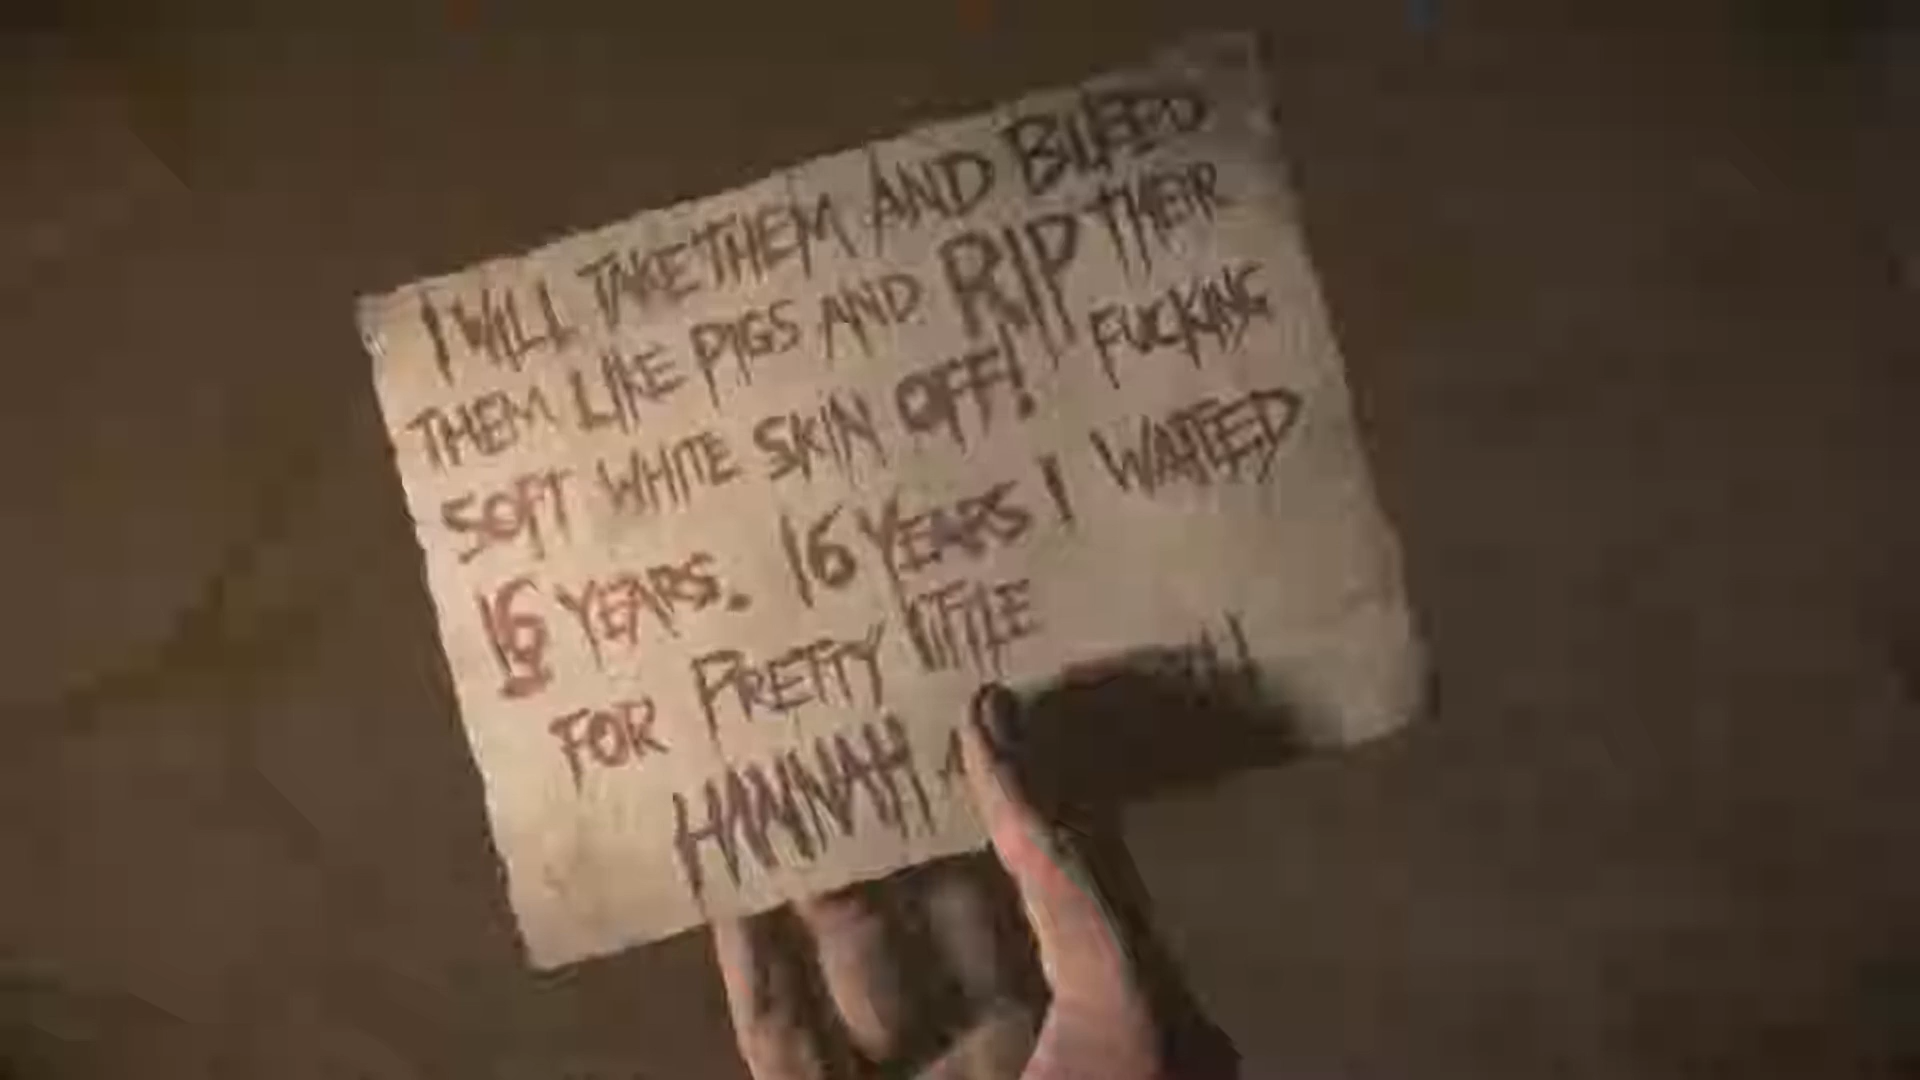 I WILL TAKE THEM AND BLEED
THEM LIKE PIGS AND RIP THEIR
SOFT WHITE SKIN OFF! FUCKING
16 YEARS. 16 YEARS I WAITED
FOR PRETTY LITTLE
HANNAH